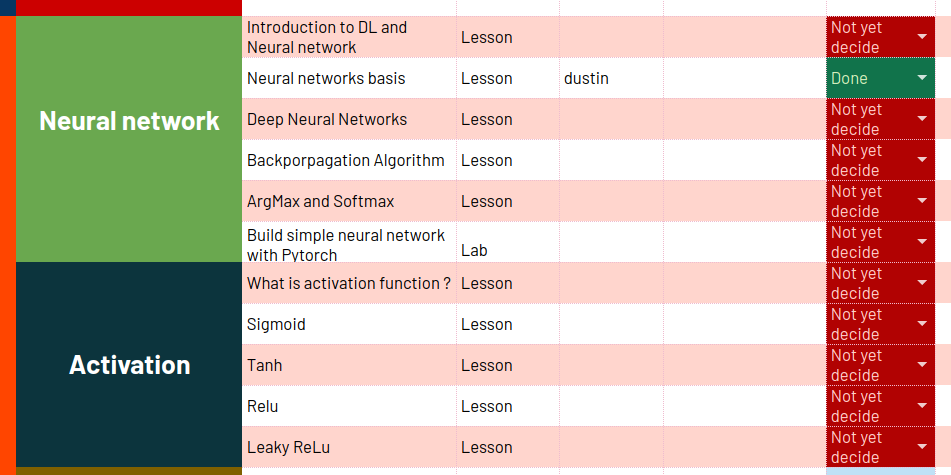 Neural network
Introduction to DL and
Neural network
Lesson
Not yet
decide
Neural networks basis
Lesson
dustin
Done
Deep Neural Networks
Lesson
Not yet
decide
Backporpagation Algorithm
Lesson
Not yet
decide
ArgMax and Softmax
Lesson
Not yet
decide
Build simple neural network
with Pytorch
Lab
Not yet
decide
Activation
What is activation function ?
Lesson
Not yet
decide
Sigmoid
Lesson
Not yet
decide
Tanh
Lesson
Not yet
decide
Relu
Lesson
Not yet
decide
Leaky ReLu
Lesson
Not yet
decide